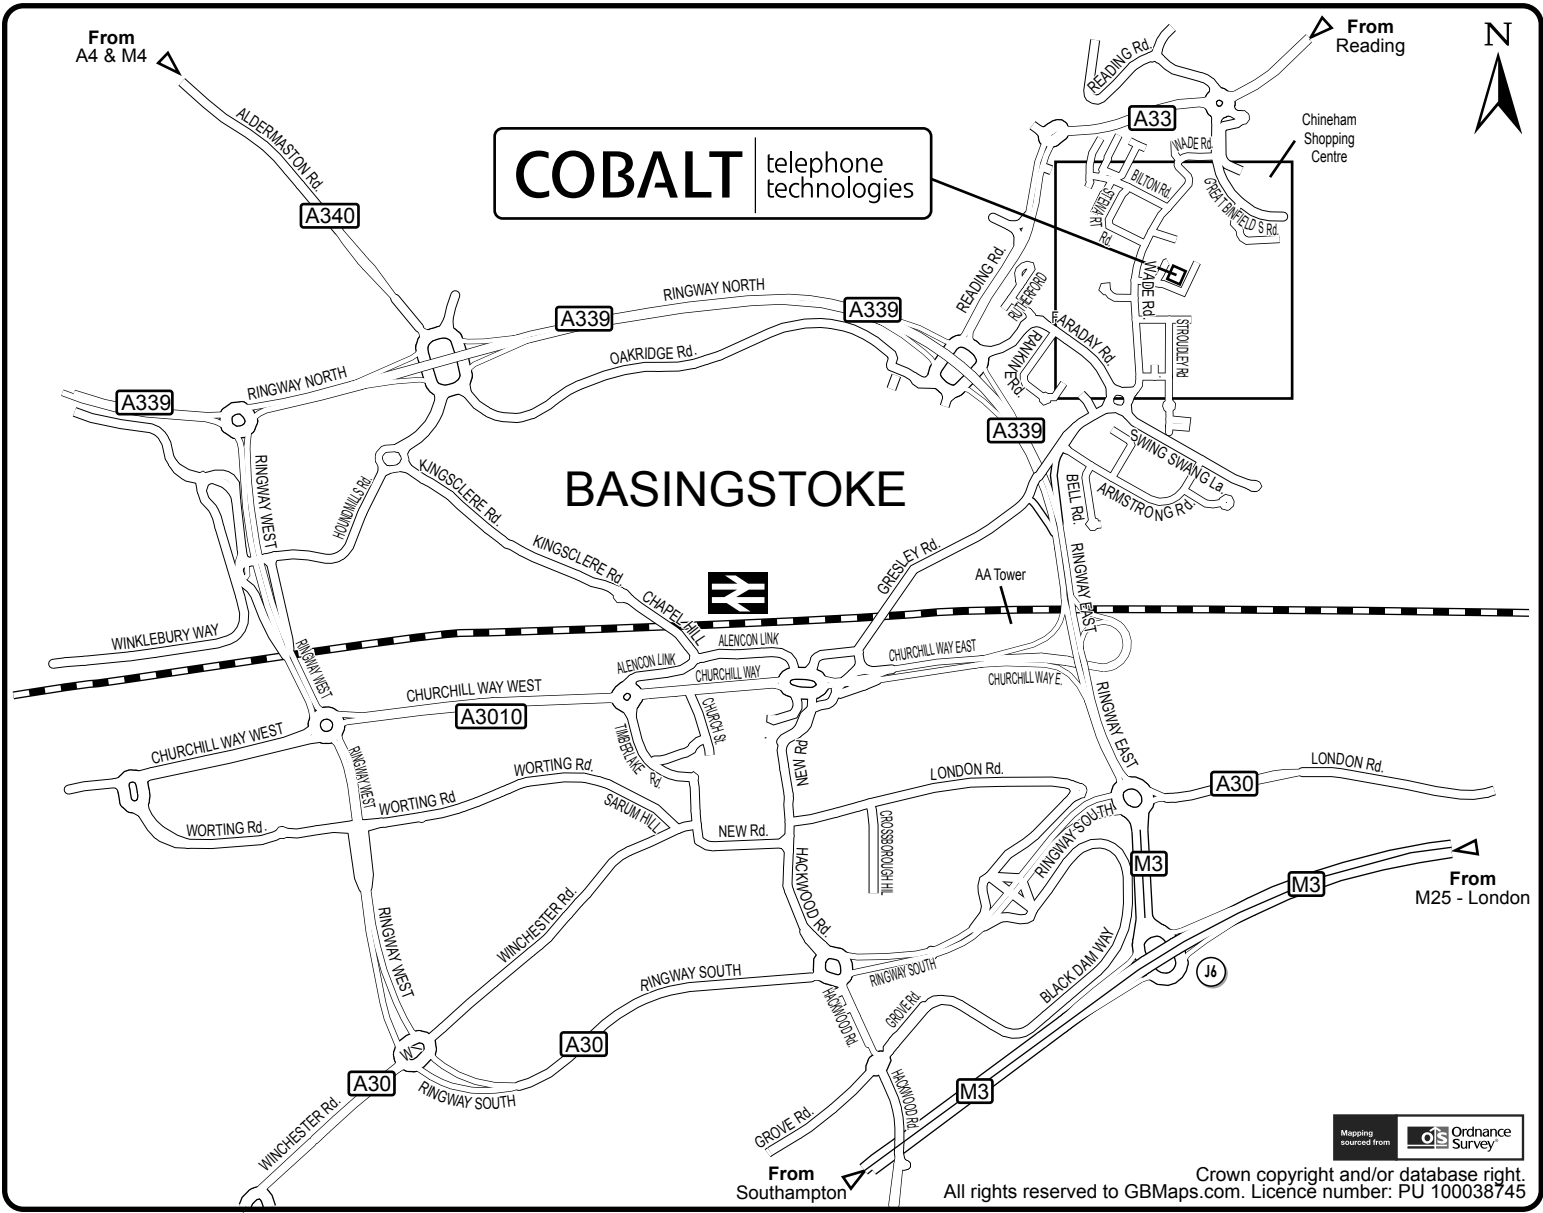 From
A4 & M4
From
Reading
N
READING Rd.
A33
Chineham
Shopping
Centre
WADE Rd.
ALDERMASTON Rd.
COBALT telephone
technologies
BILTON Rd.
STEWART
Rd.
GREAT BINFIELD S Rd.
A340
READING Rd.
RUTHERFORD
WADE Rd.
RINGWAY NORTH
A339
A339
FARADAY Rd.
STROUDLEY Rd
OAKRIDGE Rd.
RANKINE Rd.
RINGWAY NORTH
A339
A339
SWING SWANG La
ARMSTRONG Rd.
BELL Rd.
BASINGSTOKE
KINGSCLERE Rd.
HOUNDMILLS Rd.
RINGWAY WEST
KINGSCLERE Rd.
GRESLEY Rd.
AA Tower
RINGWAY EAST
CHAPEL HILL
WINKLEBURY WAY
ALENCON LINK
ALENCON LINK
CHURCHILL WAY EAST
RINGWAY WEST
CHURCHILL WAY
CHURCHILL WAY E.
CHURCHILL WAY WEST
A3010
CHURCH St.
RINGWAY EAST
CHURCHILL WAY WEST
TIMBERLAKE
Rd.
NEW Rd
RINGWAY WEST
WORTING Rd.
LONDON Rd.
LONDON Rd.
A30
WORTING Rd
SARUM HILL
WORTING Rd.
NEW Rd.
CROSSBOROUGH HIL
RINGWAY SOUTH
M3
HACKWOOD Rd.
M3
From
M25 - London
WINCHESTER Rd.
RINGWAY WEST
BLACK DAM WAY
J6
RINGWAY SOUTH
RINGWAY SOUTH
HACKWOOD Rd.
GROVE Rd.
A30
A30
RINGWAY SOUTH
M3
HACKWOOD Rd.
WINCHESTER Rd.
GROVE Rd.
From
Southampton
Mapping
sourced from
OS Ordnance
Survey®
Crown copyright and/or database right.
All rights reserved to GBMaps.com. Licence number: PU 100038745